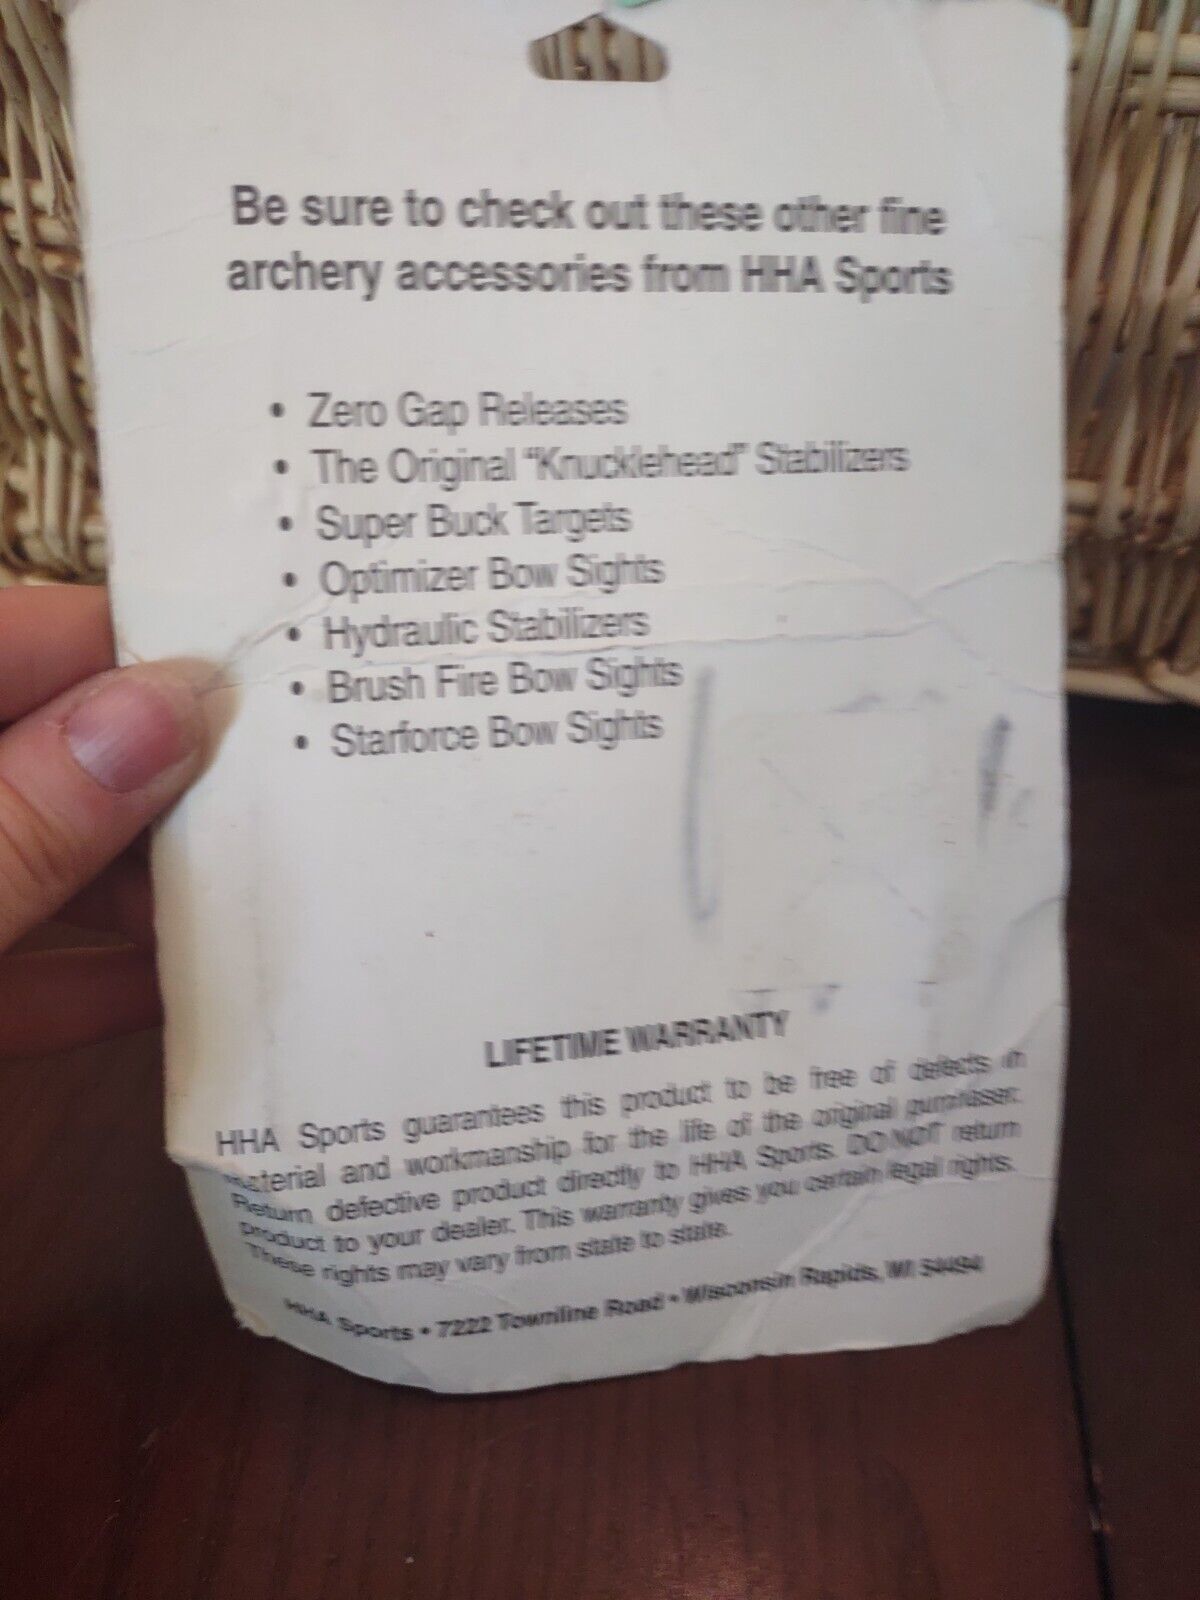 Be sure to check out these other fine
archery accessories from HHA Sports
• Zero Gap Releases
• The Original "Knucklehead" Stabilizers
• Super Buck Targets
• Optimizer Bow Sights
• Hydraulic Stabilizers
• Brush Fire Bow Sights
• Starforce Bow Sights
LIFETIME WARRANTY
HHA Sports guarantees this product to be free of defects in
material and workmanship for the life of the original purchaser.
Return defective product directly to HHA Sports. DO NOT return
product to your dealer. This warranty gives you certain legal rights.
These rights may vary from state to state.
HHA Sports • 7222 Townline Road • Wisconsin Rapids, WI 54494